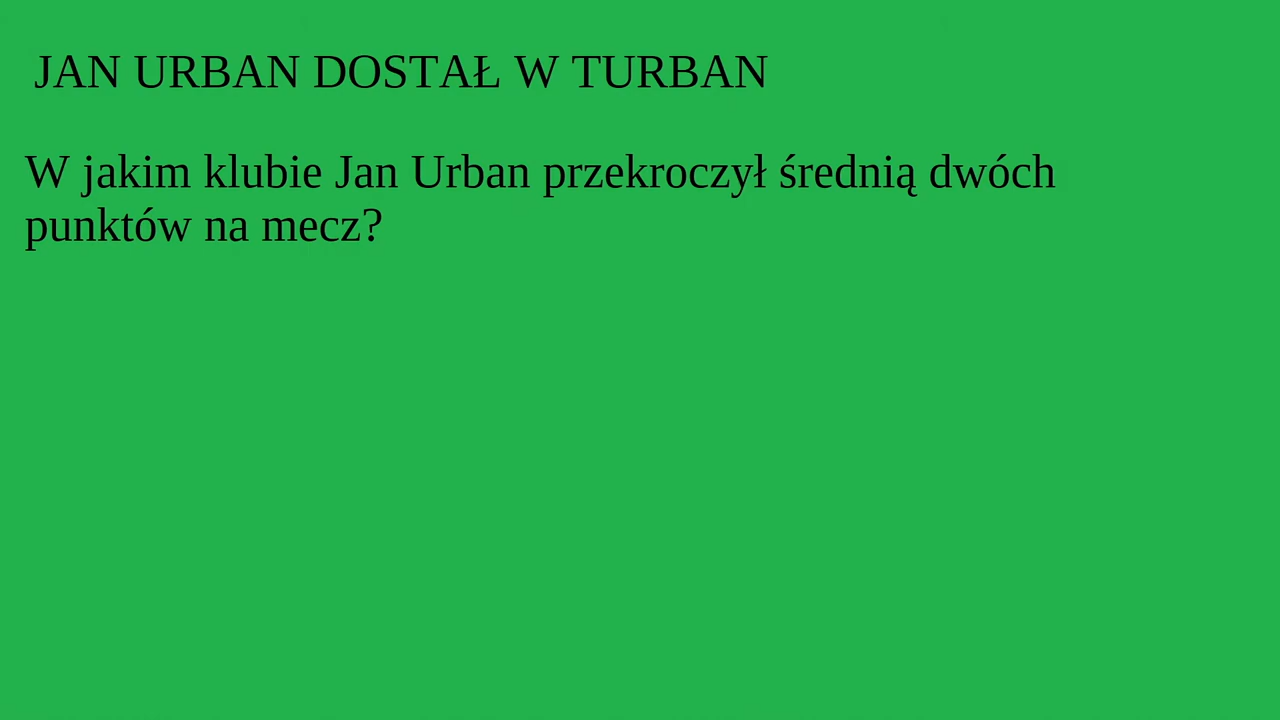 JAN URBAN DOSTAŁ W TURBAN
W jakim klubie Jan Urban przekroczył średnią dwóch
punktów na mecz?